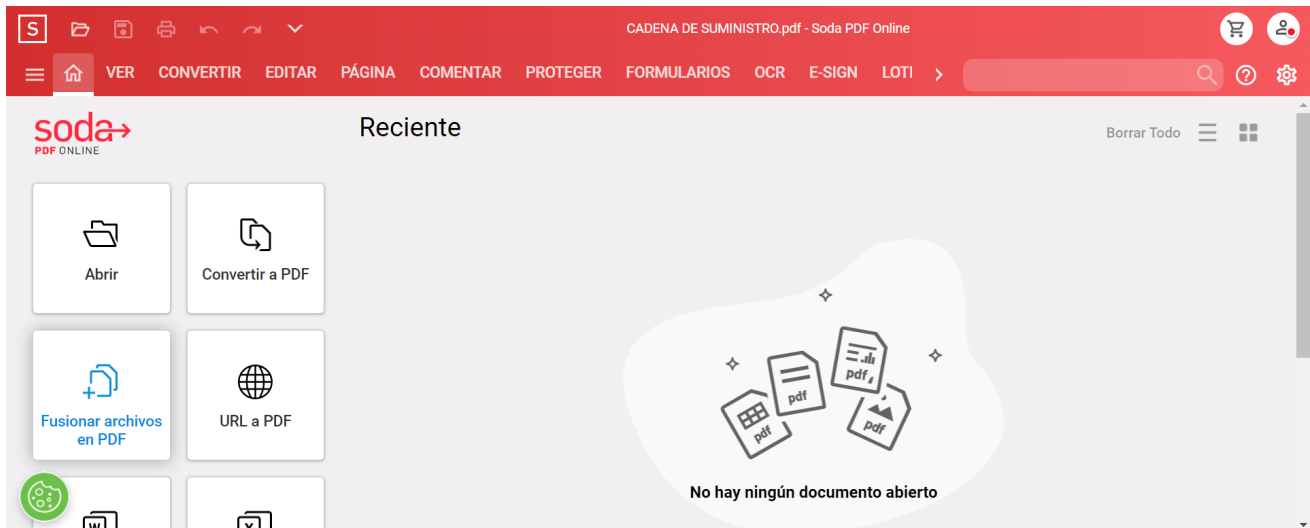 S
CADENA DE SUMINISTRO.pdf - Soda PDF Online
VER CONVERTIR EDITAR PÁGINA COMENTAR PROTEGER FORMULARIOS OCR E-SIGN LOTI
soda
PDF ONLINE
Reciente
Borrar Todo
Abrir
Convertir a PDF
Fusionar archivos
en PDF
URL a PDF
pdf
pdf
pdf
pdf
No hay ningún documento abierto
W
X